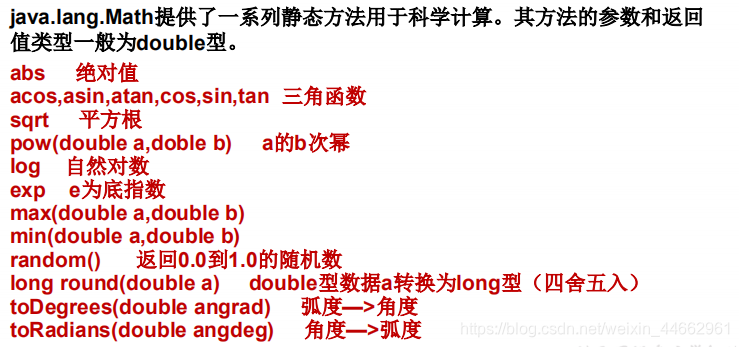 java.lang.Math提供了一系列静态方法用于科学计算。其方法的参数和返回
值类型一般为double型。
abs 绝对值
acos,asin,atan,cos,sin,tan 三角函数
sqrt 平方根
pow(double a,doble b) a的b次幂
log 自然对数
exp e为底指数
max(double a,double b)
min(double a,double b)
random() 返回0.0到1.0的随机数
long round(double a) double型数据a转换为long型（四舍五入）
toDegrees(double angrad) 弧度—>角度
toRadians(double angdeg) 角度—>弧度
https://blog.csdn.net/weixin_44662961